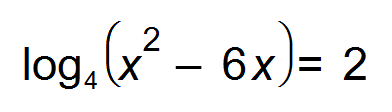 log₄(x² – 6x) = 2